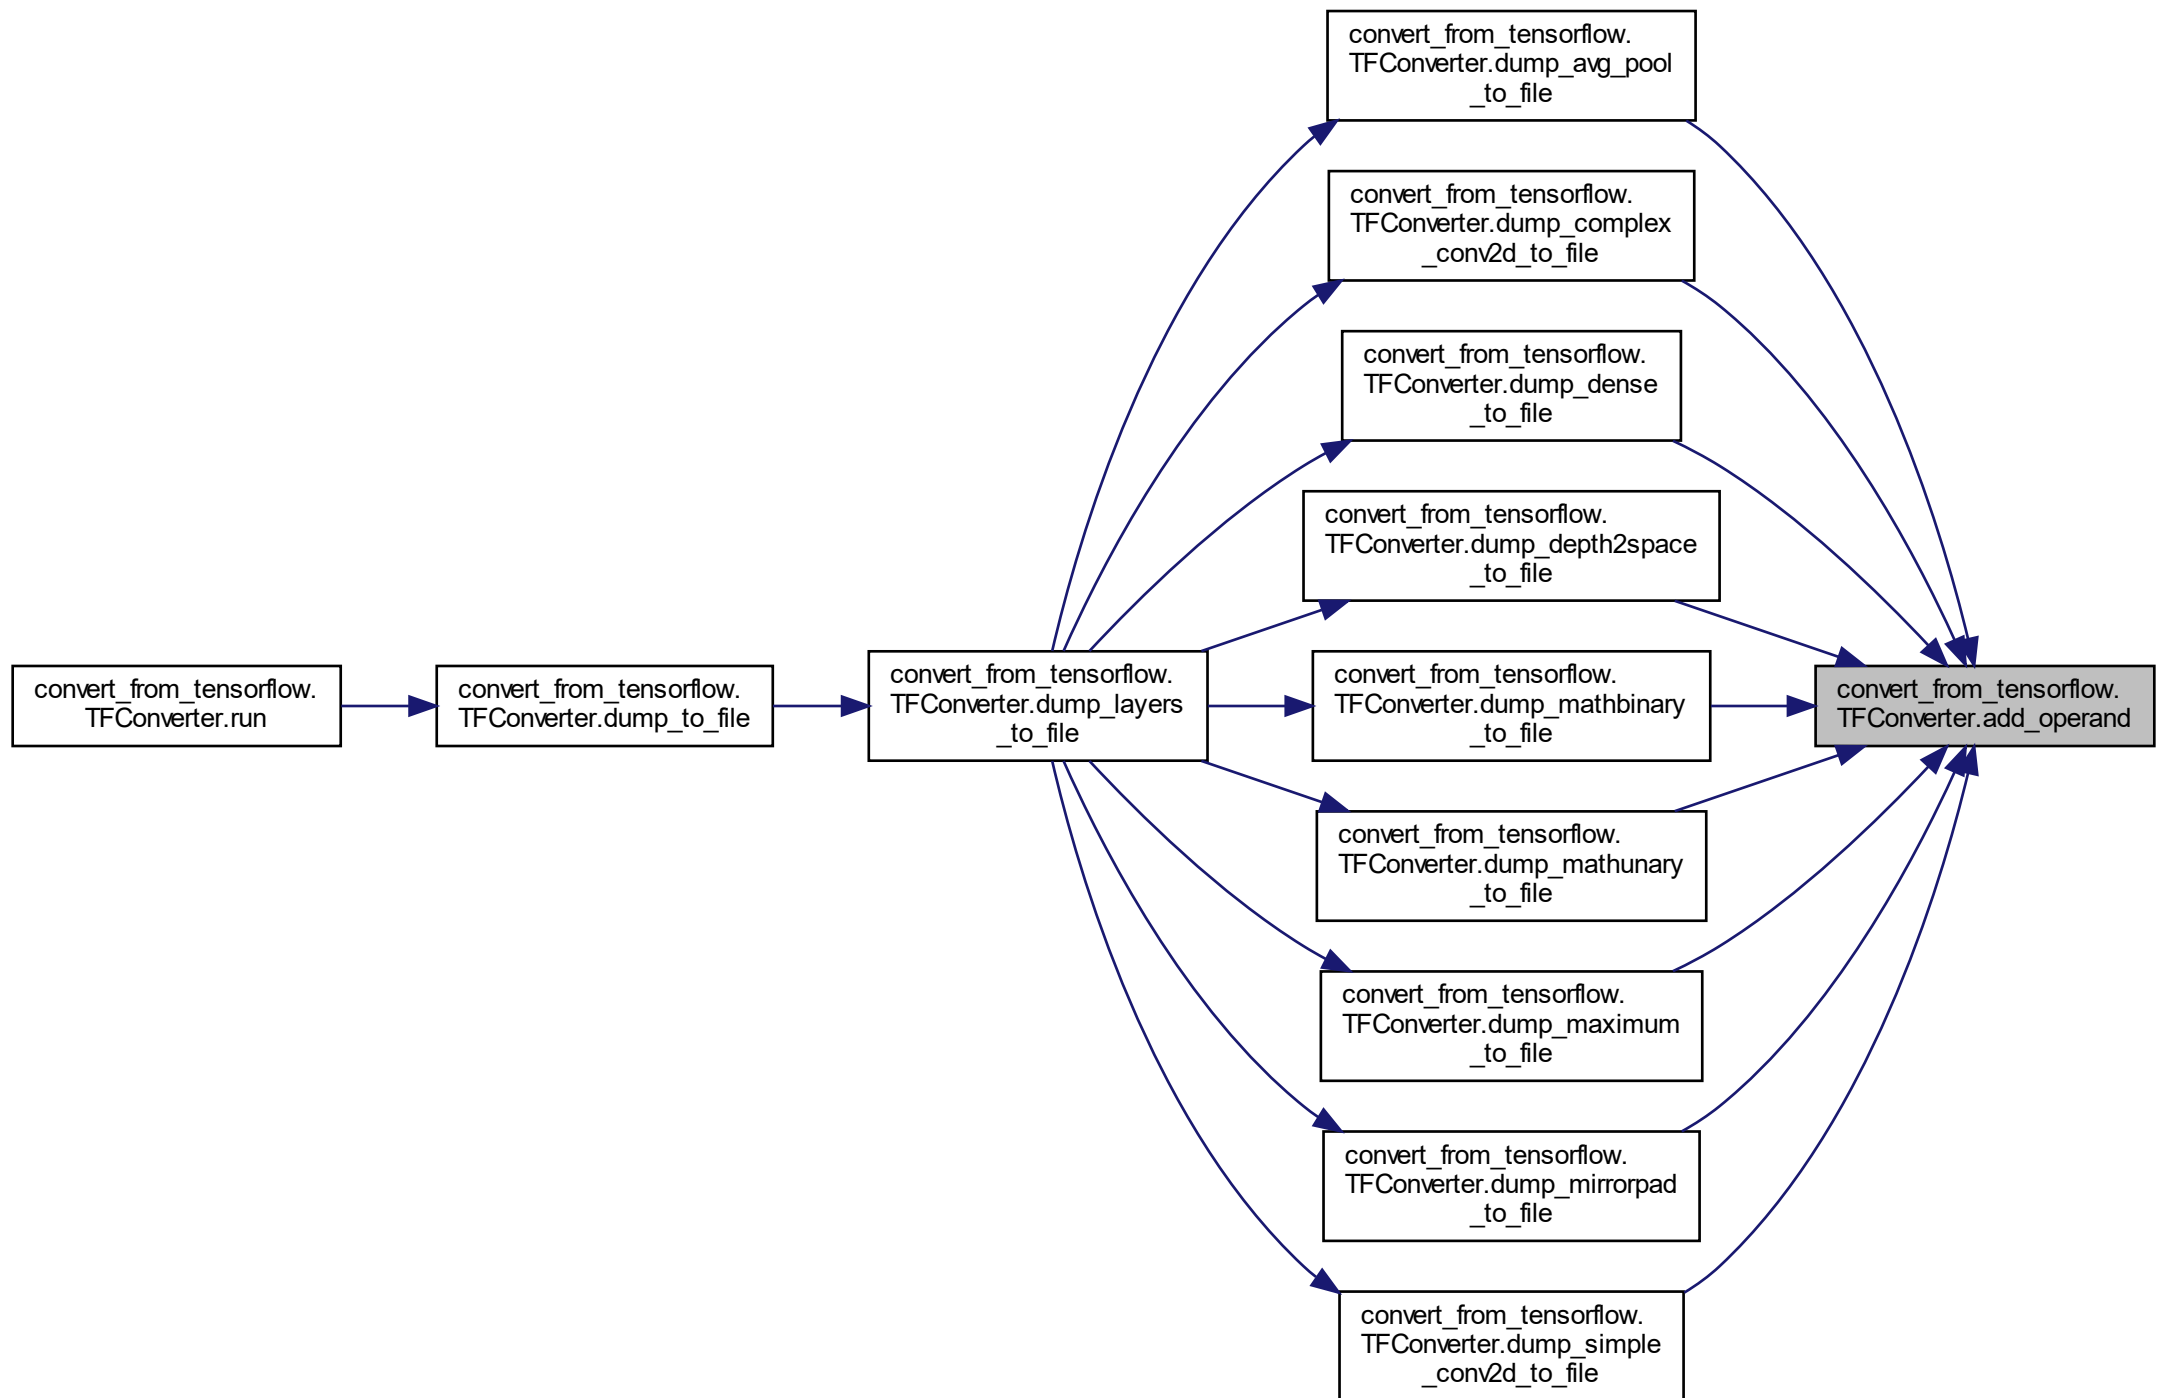 convert_from_tensorflow.
TFConverter.dump_avg_pool
_to_file
convert_from_tensorflow.
TFConverter.dump_complex
_conv2d_to_file
convert_from_tensorflow.
TFConverter.dump_dense
_to_file
convert_from_tensorflow.
TFConverter.dump_depth2space
_to_file
convert_from_tensorflow.
TFConverter.run
convert_from_tensorflow.
TFConverter.dump_to_file
convert_from_tensorflow.
TFConverter.dump_layers
_to_file
convert_from_tensorflow.
TFConverter.dump_mathbinary
_to_file
convert_from_tensorflow.
TFConverter.add_operand
convert_from_tensorflow.
TFConverter.dump_mathunary
_to_file
convert_from_tensorflow.
TFConverter.dump_maximum
_to_file
convert_from_tensorflow.
TFConverter.dump_mirrorpad
_to_file
convert_from_tensorflow.
TFConverter.dump_simple
_conv2d_to_file